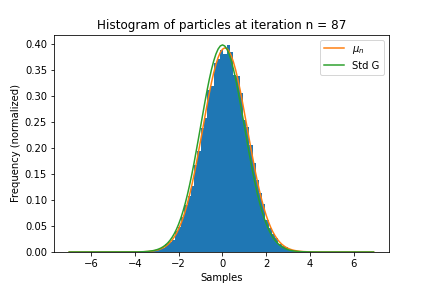 Histogram of particles at iteration n = 87
Frequency (normalized)
0.40
0.35
0.30
0.25
0.20
0.15
0.10
0.05
0.00
−6 −4 −2 0 2 4 6
Samples
μₙ
Std G